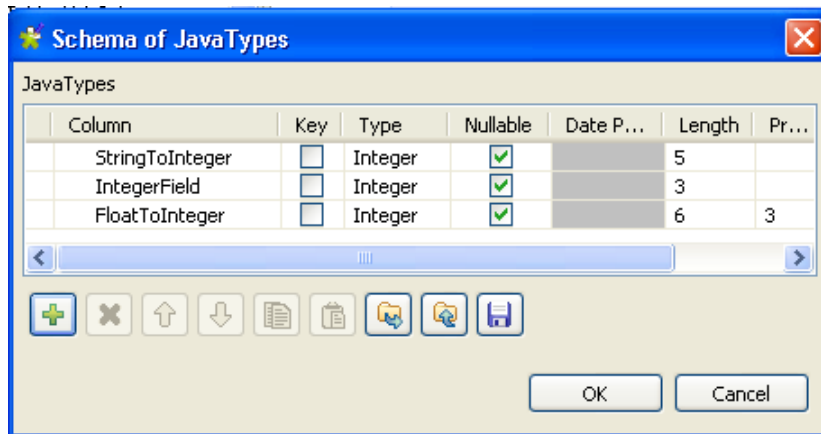 Schema of JavaTypes
JavaTypes
Column Key Type Nullable Date P... Length Pr...
StringToInteger Integer 5
IntegerField Integer 3
FloatToInteger Integer 6 3
OK Cancel